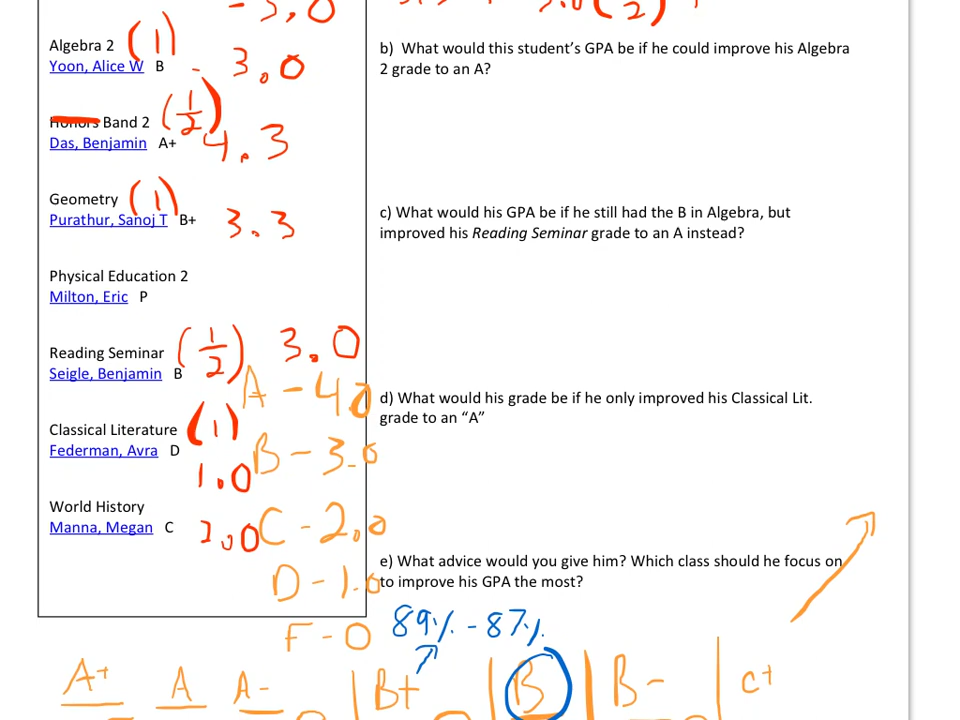 - 3.0
3.0 (1/2)
Algebra 2 (1)
Yoon, Alice W B - 3.0
Honors Band 2 (1/2)
Das, Benjamin A+ 4.3
Geometry (1)
Purathur, Sanoj T B+ 3.3
Physical Education 2
Milton, Eric P
Reading Seminar (1/2) 3.0
Seigle, Benjamin B
Classical Literature (1)
Federman, Avra D
1.0
World History
Manna, Megan C 2.0
A - 4.0
B - 3.0
C - 2.0
D - 1.0
F - 0
b) What would this student's GPA be if he could improve his Algebra
2 grade to an A?
c) What would his GPA be if he still had the B in Algebra, but
improved his Reading Seminar grade to an A instead?
d) What would his grade be if he only improved his Classical Lit.
grade to an “A”
e) What advice would you give him? Which class should he focus on
to improve his GPA the most?
89% - 87%
A+ A A- | B+ | B | B- | C+